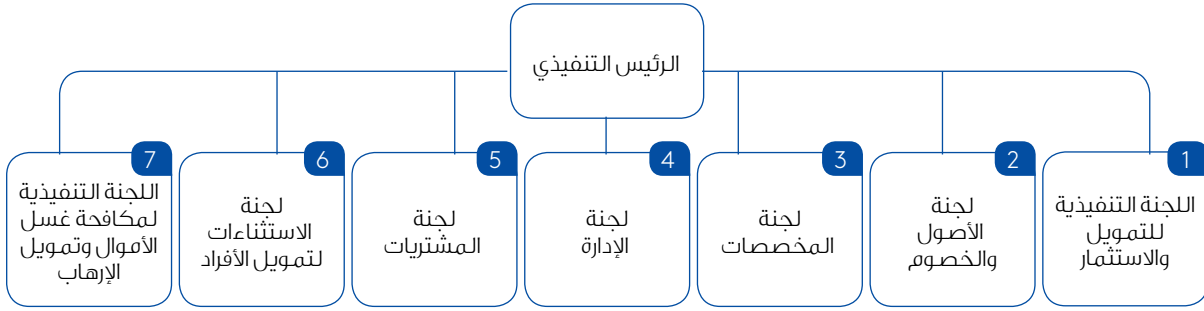 الرئيس التنفيذي
1
اللجنة التنفيذية
للتمويل
والاستثمار
2
لجنة
الأصول
والخصوم
3
لجنة
المخصصات
4
لجنة
الإدارة
5
لجنة
المشتريات
6
لجنة
الاستثناءات
لتمويل الأفراد
7
اللجنة التنفيذية
لمكافحة غسل
الأموال وتمويل
الإرهاب